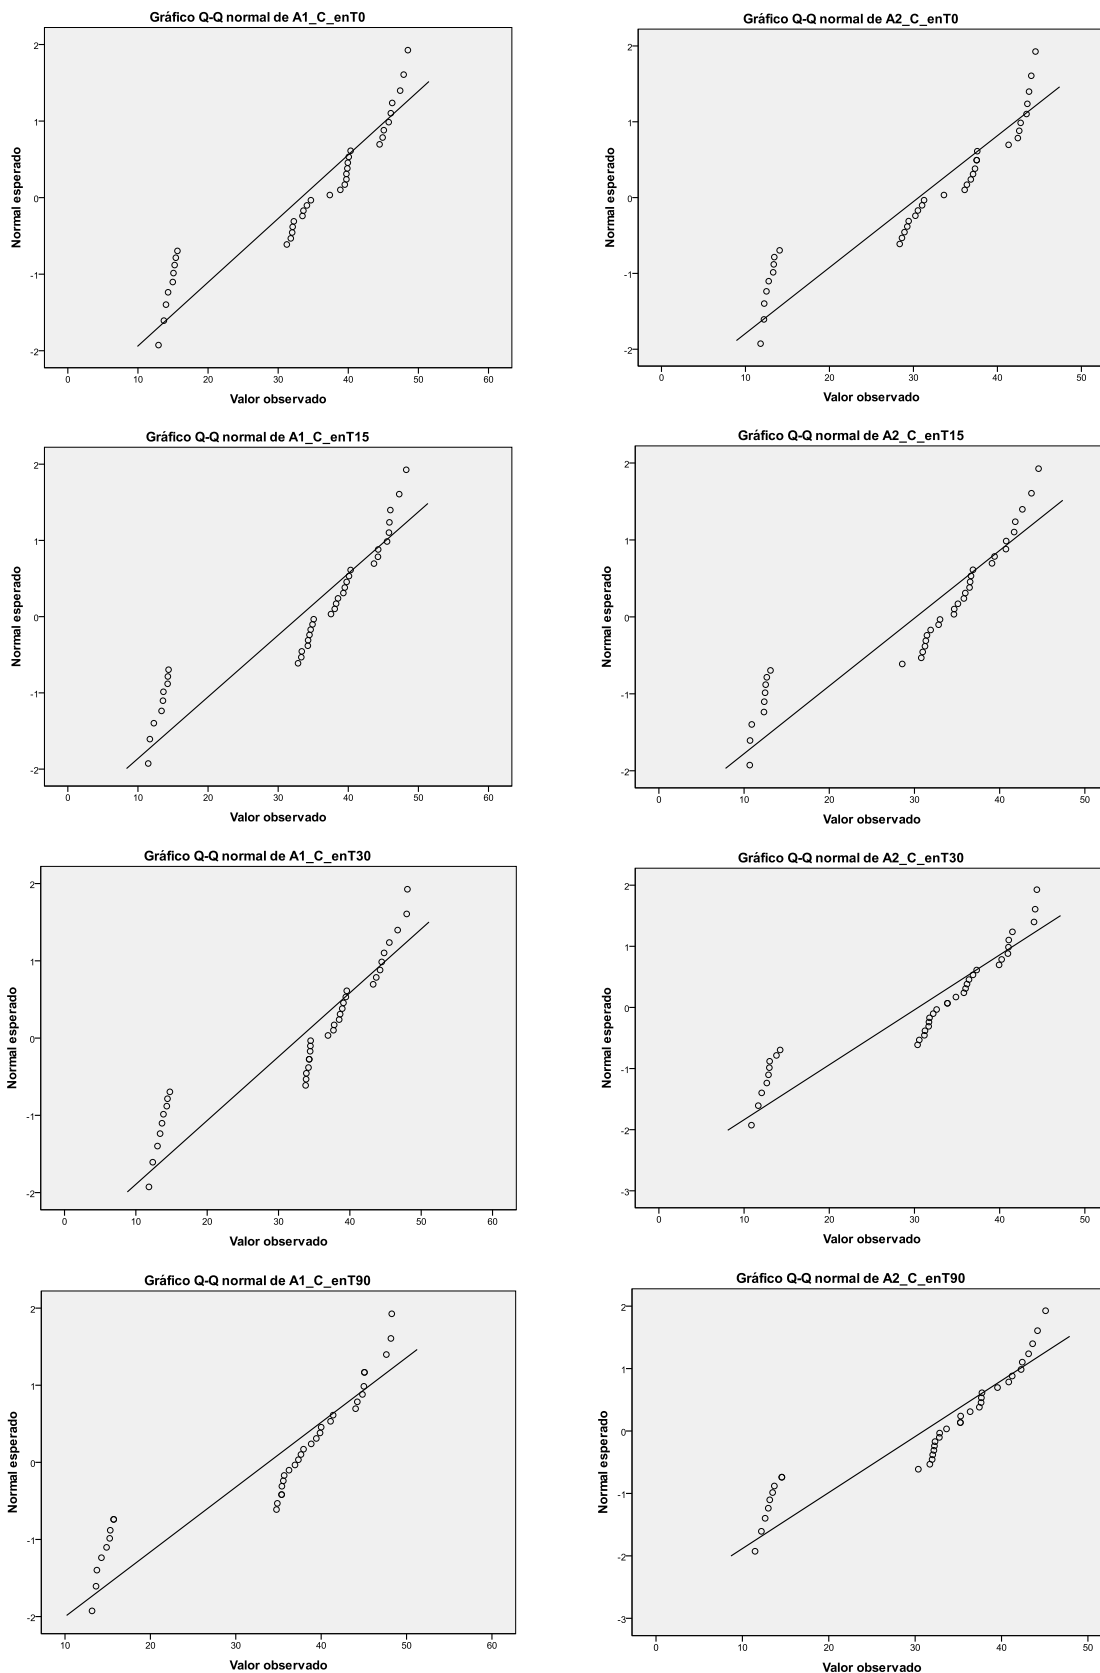 Gráfico Q-Q normal de A1_C_enT0
2
1
0
-1
-2
Normal esperado
0 10 20 30 40 50 60
Valor observado
Gráfico Q-Q normal de A2_C_enT0
2
1
0
-1
-2
Normal esperado
0 10 20 30 40 50
Valor observado
Gráfico Q-Q normal de A1_C_enT15
2
1
0
-1
-2
Normal esperado
0 10 20 30 40 50 60
Valor observado
Gráfico Q-Q normal de A2_C_enT15
2
1
0
-1
-2
Normal esperado
0 10 20 30 40 50
Valor observado
Gráfico Q-Q normal de A1_C_enT30
2
1
0
-1
-2
Normal esperado
0 10 20 30 40 50 60
Valor observado
Gráfico Q-Q normal de A2_C_enT30
2
1
0
-1
-2
-3
Normal esperado
0 10 20 30 40 50
Valor observado
Gráfico Q-Q normal de A1_C_enT90
2
1
0
-1
-2
Normal esperado
10 20 30 40 50 60
Valor observado
Gráfico Q-Q normal de A2_C_enT90
2
1
0
-1
-2
-3
Normal esperado
0 10 20 30 40 50
Valor observado